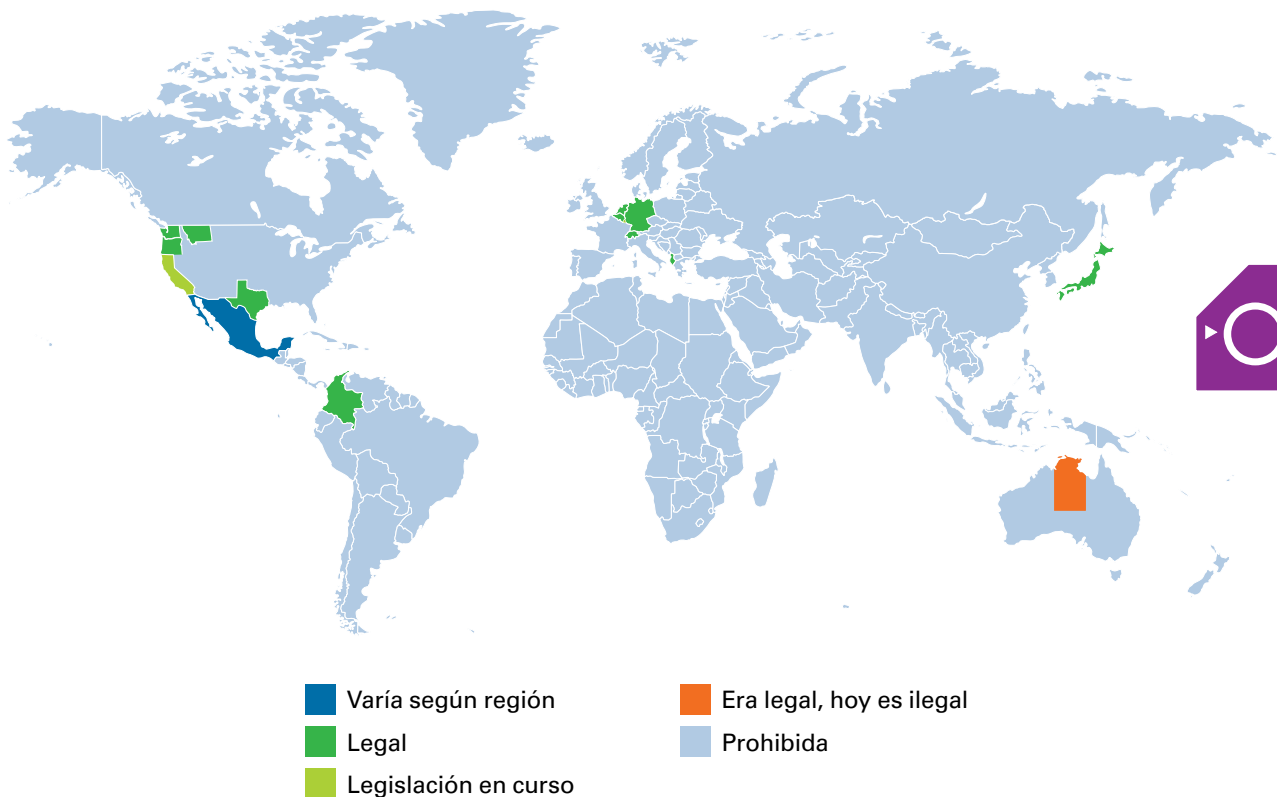 Varía según región
Legal
Legislación en curso
Era legal, hoy es ilegal
Prohibida